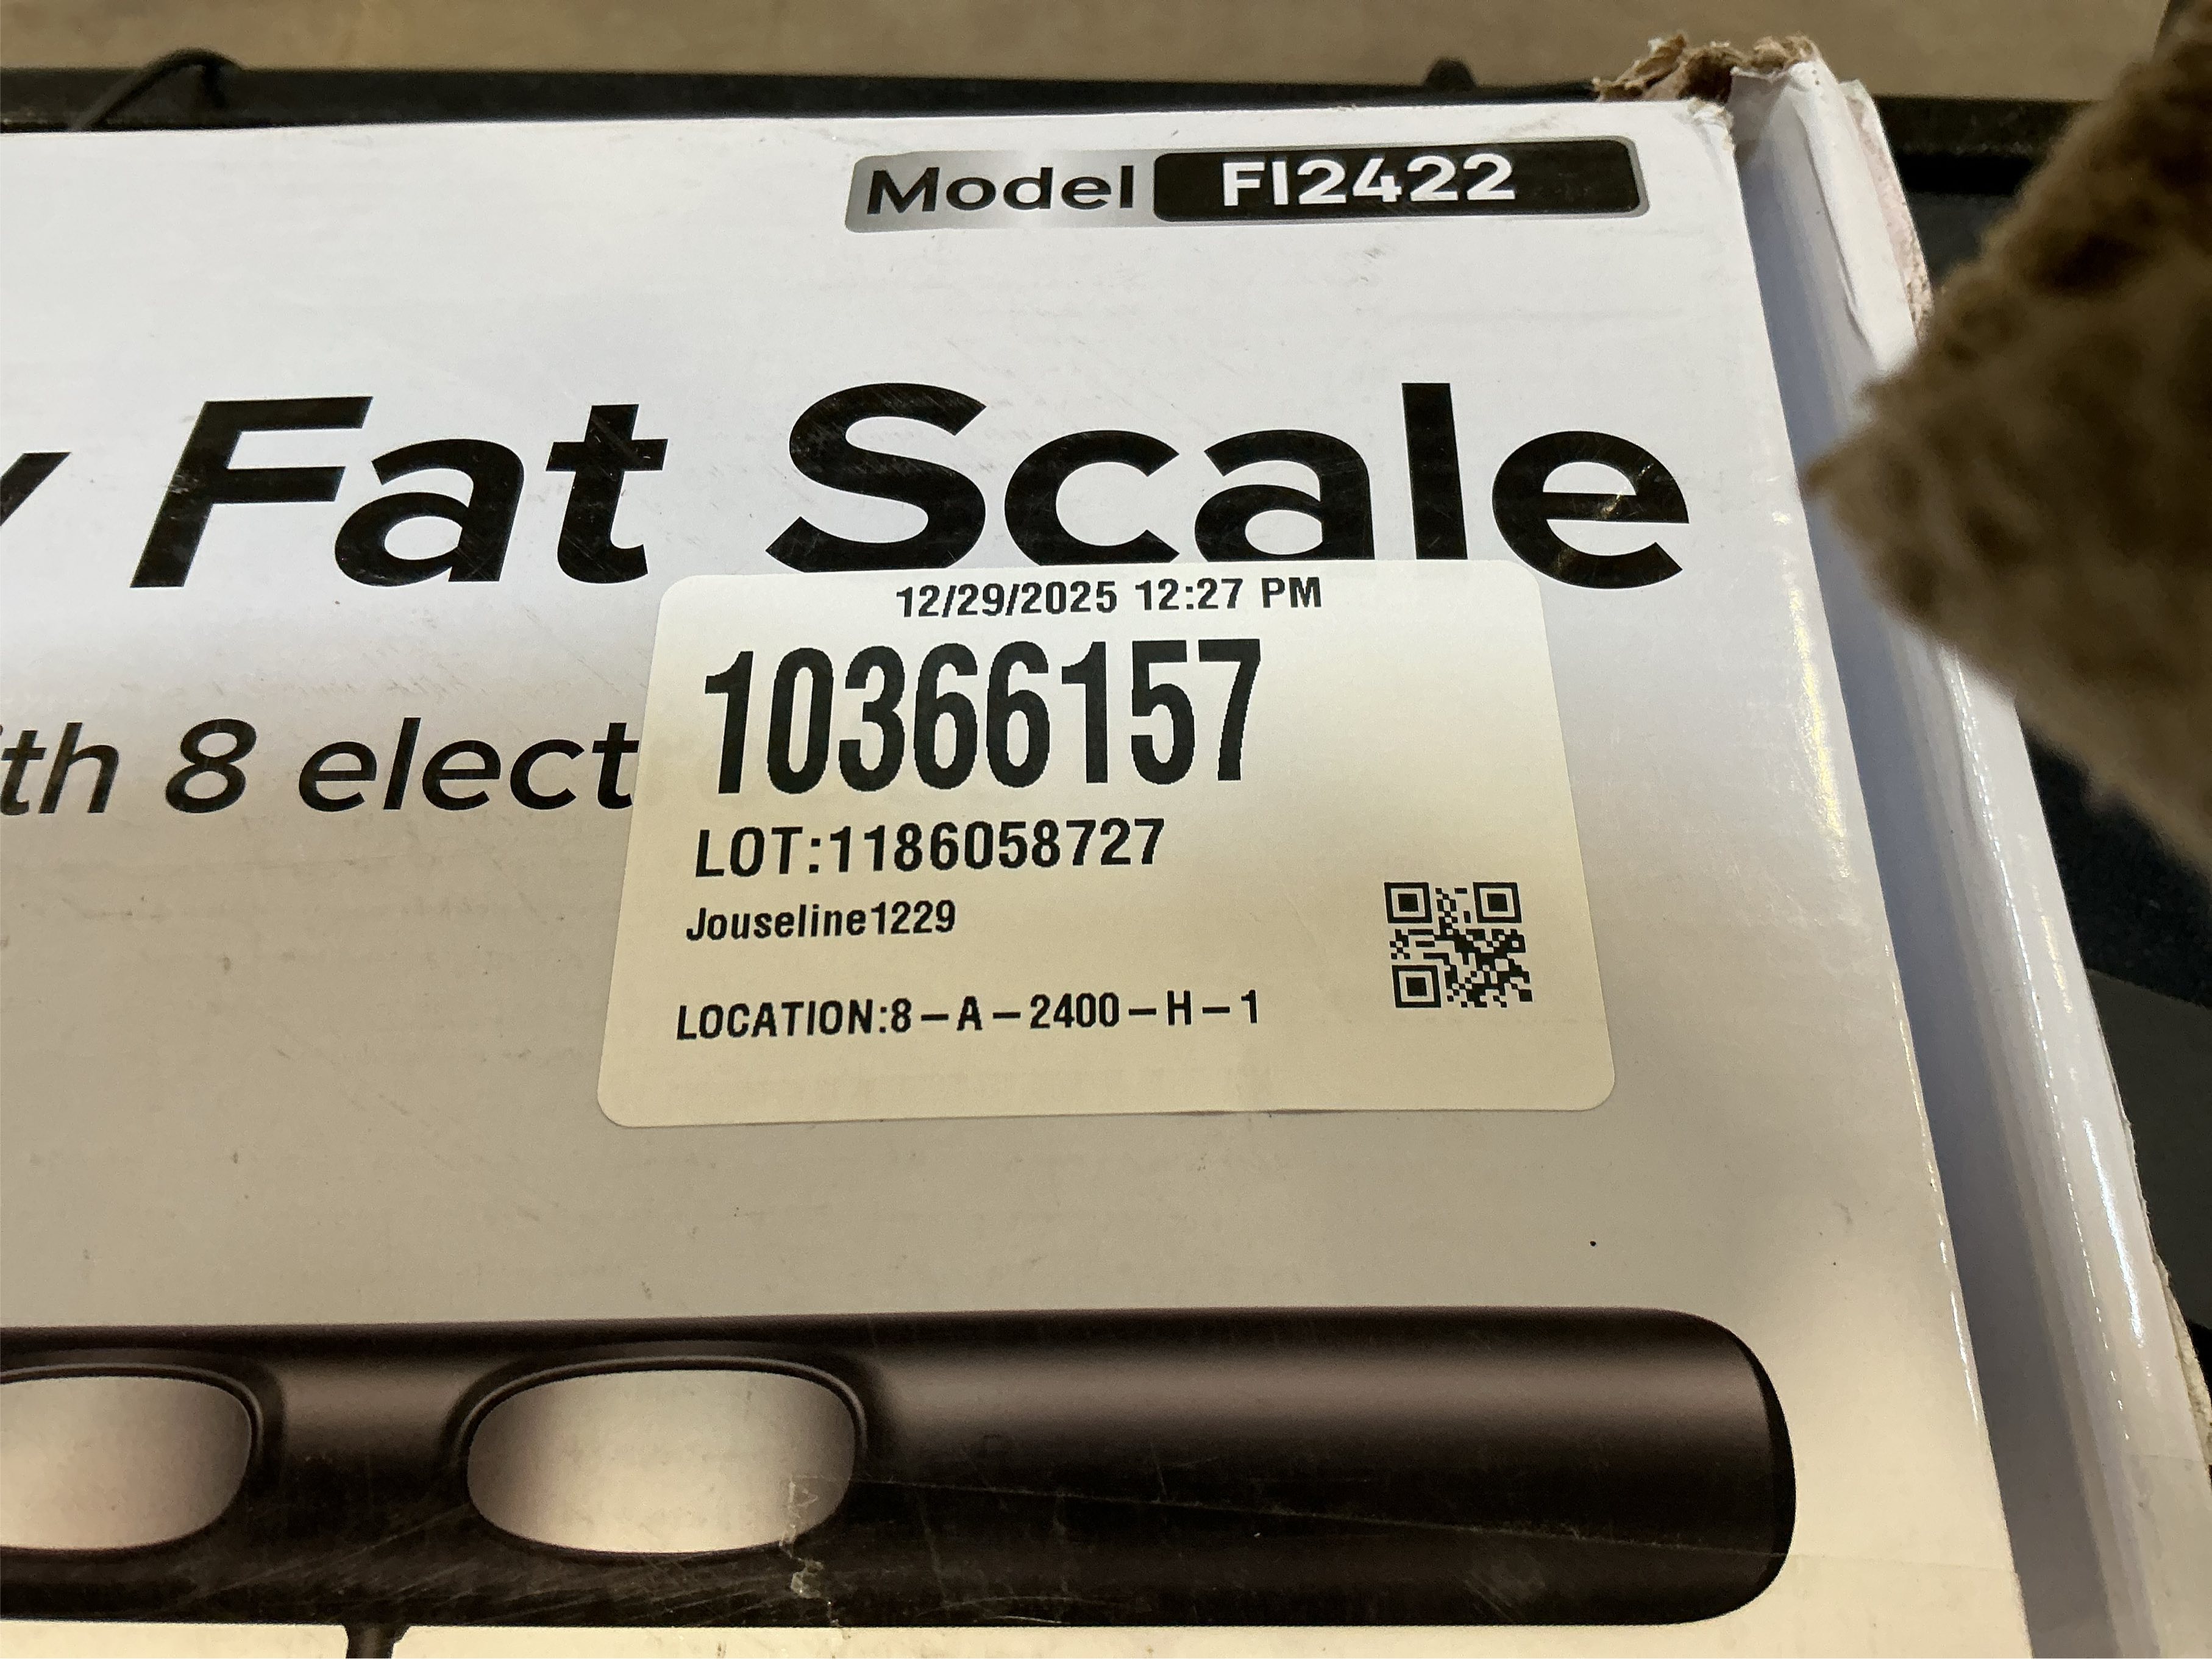 Model FI2422
y Fat Scale
th 8 elect
12/29/2025 12:27 PM
10366157
LOT:1186058727
Jouseline1229
LOCATION:8-A-2400-H-1